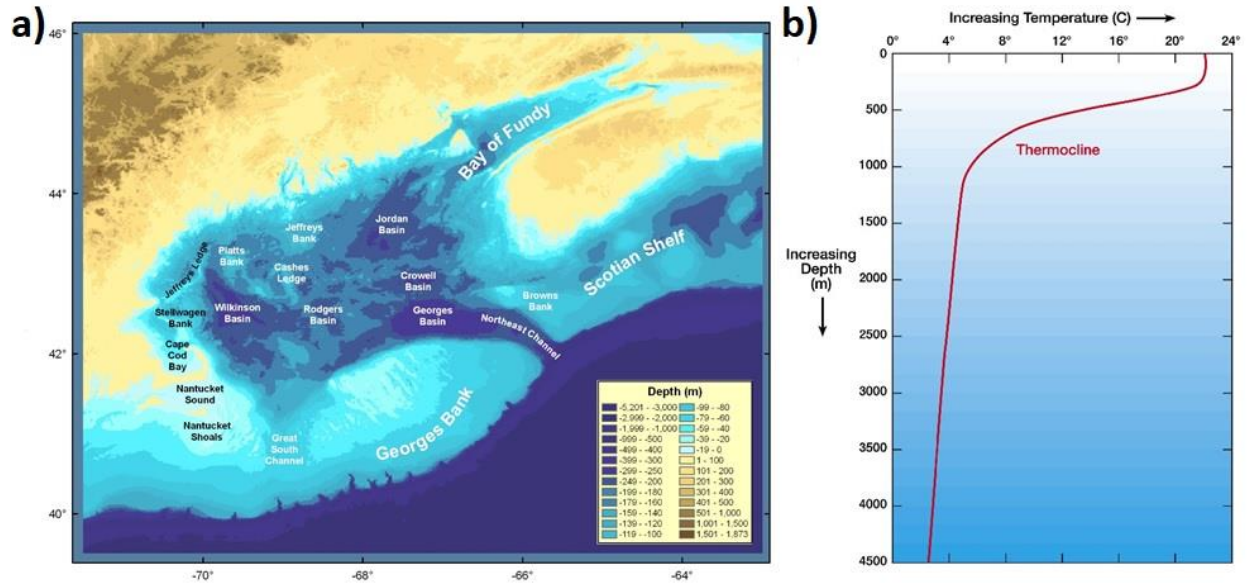 a)
46°
44°
42°
40°
-70°
-68°
-66°
-64°
Bay of Fundy
Jordan
Basin
Jeffreys
Bank
Platts
Bank
Jeffreys Ledge
Cashes
Ledge
Scotian Shelf
Crowell
Basin
Browns
Bank
Stellwagen
Bank
Wilkinson
Basin
Rodgers
Basin
Georges
Basin
Northeast Channel
Cape
Cod
Bay
Nantucket
Sound
Nantucket
Shoals
Great
South
Channel
Georges Bank
Depth (m)
-5,201 - -3,000
-2,999 - -2,000
-1,999 - -1,000
-999 - -500
-499 - -400
-399 - -300
-299 - -250
-249 - -200
-199 - -180
-179 - -160
-159 - -140
-139 - -120
-119 - -100
-99 - -80
-79 - -60
-59 - -40
-39 - -20
-19 - 0
1 - 100
101 - 200
201 - 300
301 - 400
401 - 500
501 - 1,000
1,001 - 1,500
1,501 - 1,873
b)
Increasing Temperature (C)
0° 4° 8° 12° 16° 20° 24°
0
500
1000
1500
2000
2500
3000
3500
4000
4500
Thermocline
Increasing
Depth
(m)